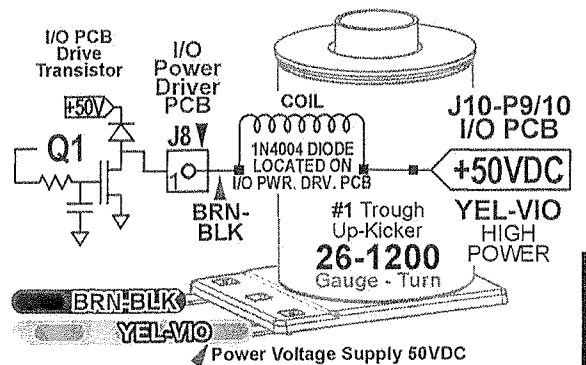 I/O PCB
Drive
Transistor
+50V
Q1
I/O
Power
Driver
PCB
J8
1
BRN-
BLK
COIL
1N4004 DIODE
LOCATED ON
I/O PWR. DRV. PCB
#1 Trough
Up-Kicker
26-1200
Gauge - Turn
J10-P9/10
I/O PCB
+50VDC
YEL-VIO
HIGH
POWER
BRN-BLK
YEL-VIO
Power Voltage Supply 50VDC